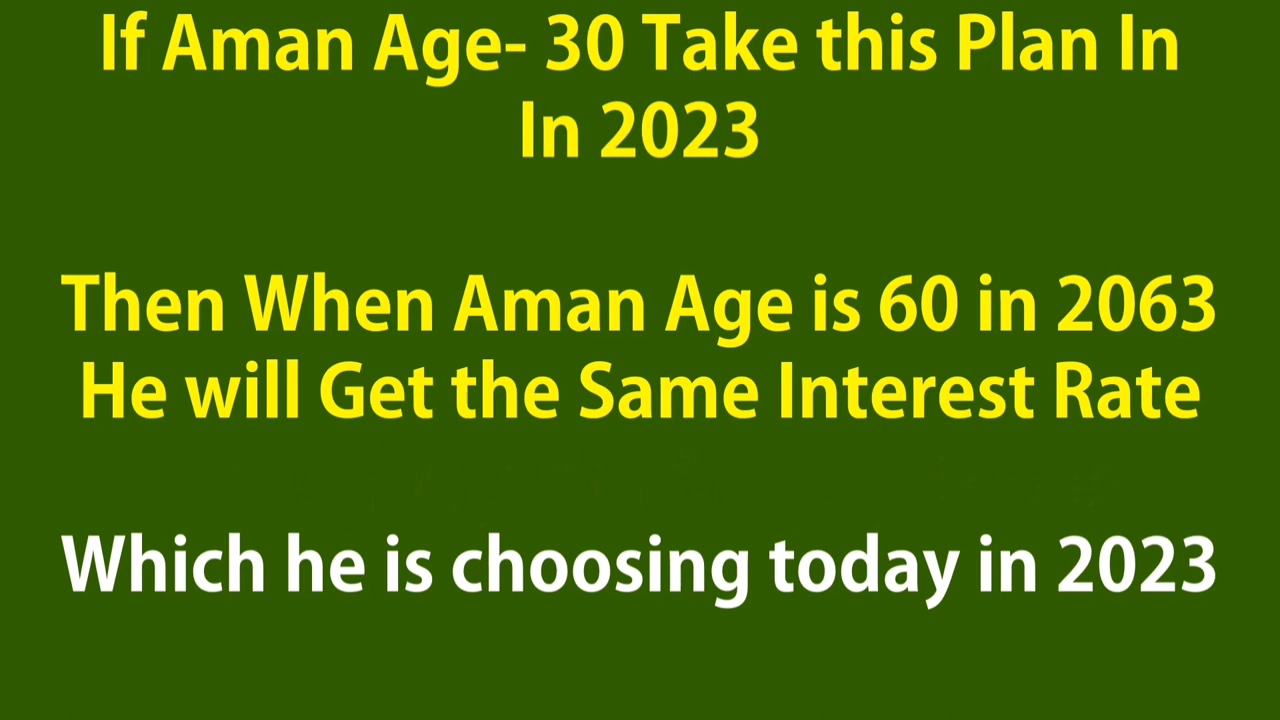 If Aman Age- 30 Take this Plan In
In 2023
Then When Aman Age is 60 in 2063
He will Get the Same Interest Rate
Which he is choosing today in 2023